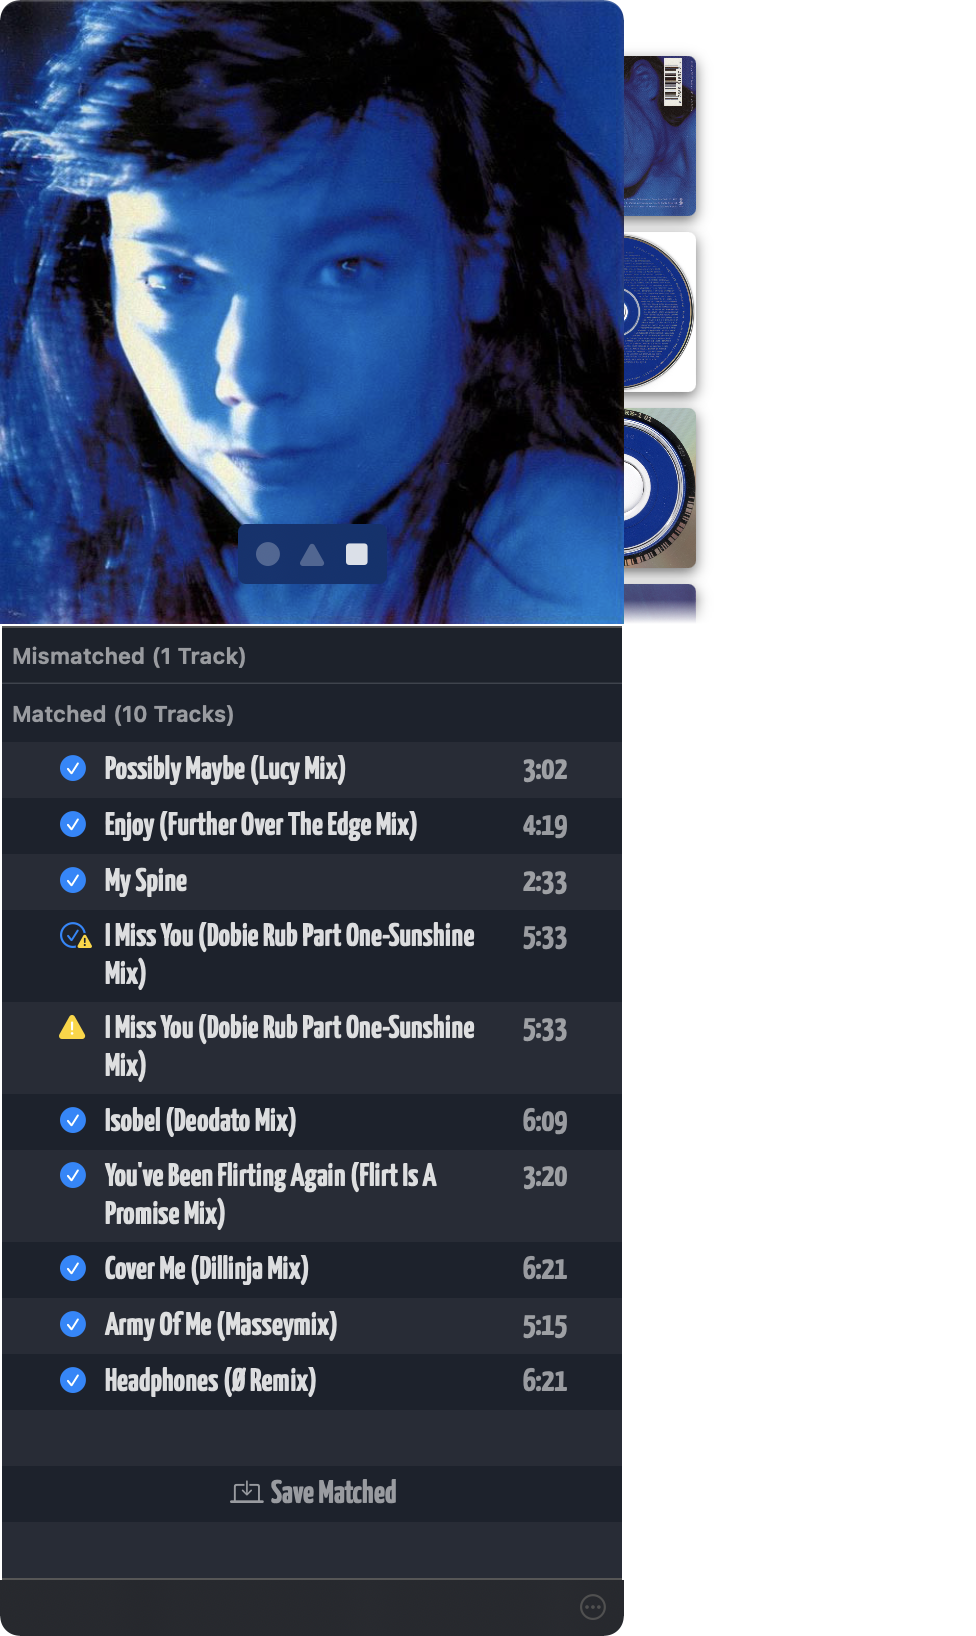 Mismatched (1 Track)
Matched (10 Tracks)
Possibly Maybe (Lucy Mix) 3:02
Enjoy (Further Over The Edge Mix) 4:19
My Spine 2:33
I Miss You (Dobie Rub Part One-Sunshine 5:33
Mix)
I Miss You (Dobie Rub Part One-Sunshine 5:33
Mix)
Isobel (Deodato Mix) 6:09
You've Been Flirting Again (Flirt Is A 3:20
Promise Mix)
Cover Me (Dillinja Mix) 6:21
Army Of Me (Masseymix) 5:15
Headphones (Ø Remix) 6:21
Save Matched